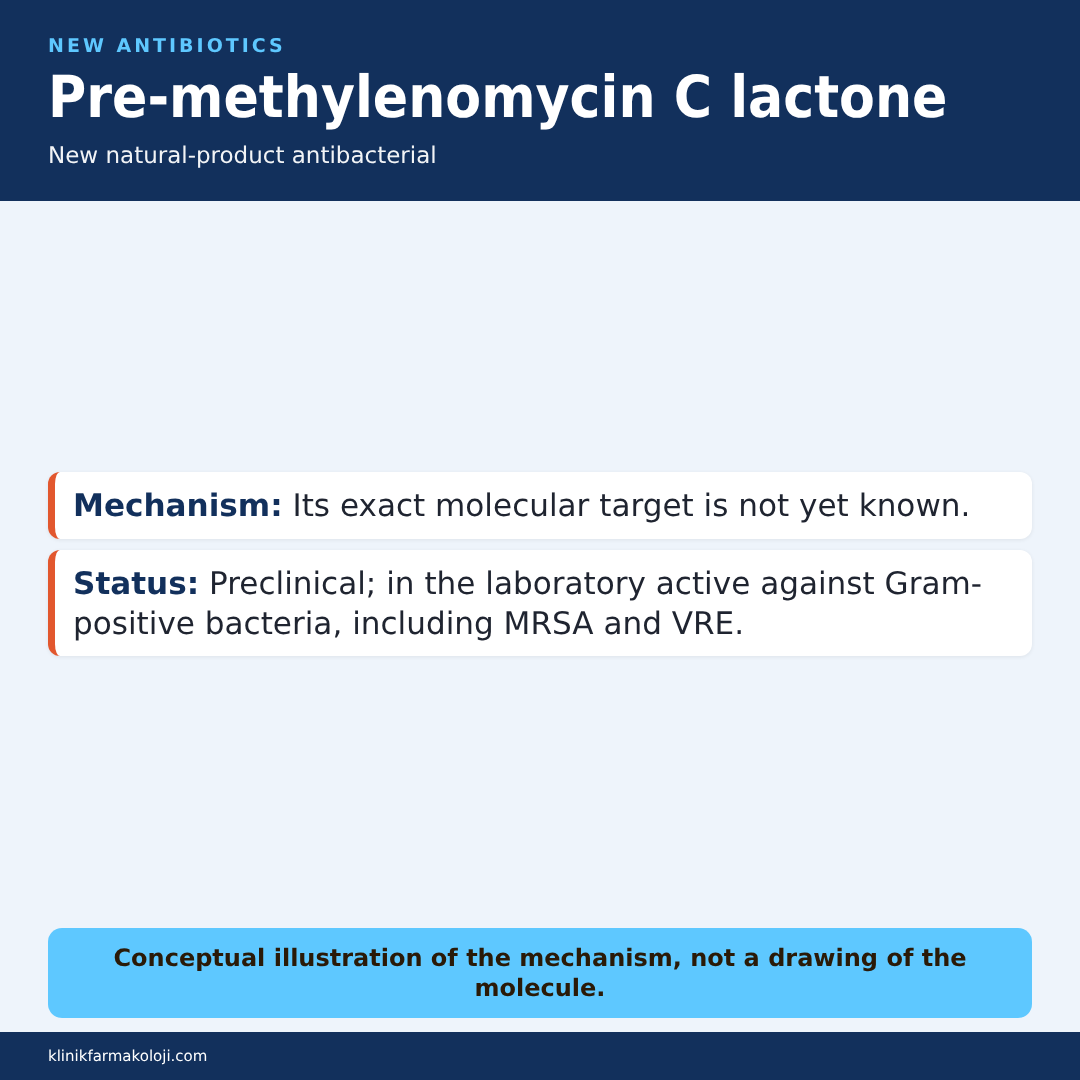 NEW ANTIBIOTICS
Pre-methylenomycin C lactone
New natural-product antibacterial
Mechanism: Its exact molecular target is not yet known.
Status: Preclinical; in the laboratory active against Gram-
positive bacteria, including MRSA and VRE.
Conceptual illustration of the mechanism, not a drawing of the
molecule.
klinikfarmakoloji.com